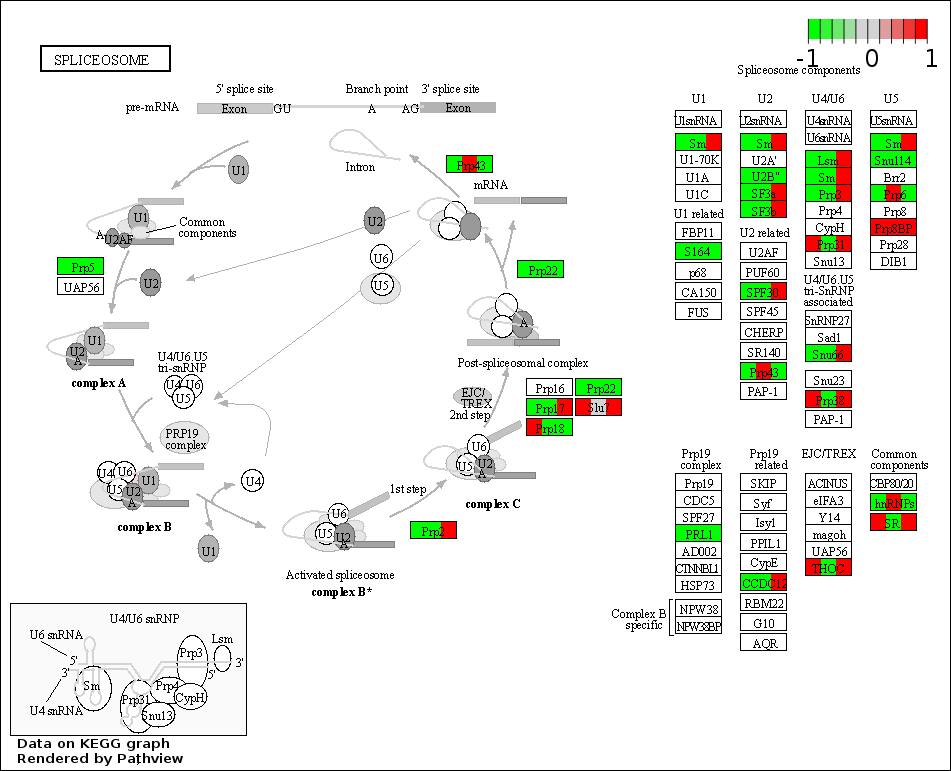 SPLICEOSOME
-1 0 1
Spliceosome components
5' splice site
Branch point
3' splice site
pre-mRNA
Exon
GU
A
AG
Exon
Intron
Prp43
mRNA
U1
U1
A
U2AF
Common
components
Prp5
UAP56
U2
U2
U6
U5
Prp22
A
Post-spliceosomal complex
U1
U2
A
complex A
U4/U6.U5
tri-snRNP
U4 U6
U5
PRP19
complex
EJC/
TREX
2nd step
Prp16
Prp22
Prp17
Slu7
Prp18
U4 U6
U5
U2
A
U1
complex B
U4
U1
U6
U5
U2
A
Activated spliceosome
complex B*
1st step
Prp2
U6
U5
U2
A
complex C
U1
U1snRNA
Sm
U1-70K
U1A
U1C
U1 related
FBP11
S164
p68
CA150
FUS
U2
U2snRNA
Sm
U2A'
U2B"
SF3a
SF3b
U2 related
U2AF
PUF60
SPF30
SPF45
CHERP
SR140
Prp43
PAP-1
U4/U6
U4snRNA
U6snRNA
Lsm
Sm
Prp3
Prp4
CypH
Prp31
Snu13
U4/U6.U5
tri-SnRNP
associated
SnRNP27
Sad1
Snu66
Snu23
Prp38
PAP-1
U5
U5snRNA
Sm
Snu114
Brr2
Prp6
Prp8
Prp8BP
Prp28
DIB1
Prp19
complex
Prp19
CDC5
SPF27
PRL1
AD002
CTNNBL1
HSP73
Complex B
specific
NPW38
NPW38BP
Prp19
related
SKIP
Syf
Isy1
PPIL1
CypE
CCDC12
RBM22
G10
AQR
EJC/TREX
ACINUS
eIFA3
Y14
magoh
UAP56
THOC
Common
components
CBP80/20
hnRNPs
SR
U4/U6 snRNP
U6 snRNA
5'
3'
U4 snRNA
Sm
Prp31
Prp4
Snu13
CypH
Prp3
Lsm
3'
5'
Data on KEGG graph
Rendered by Pathview